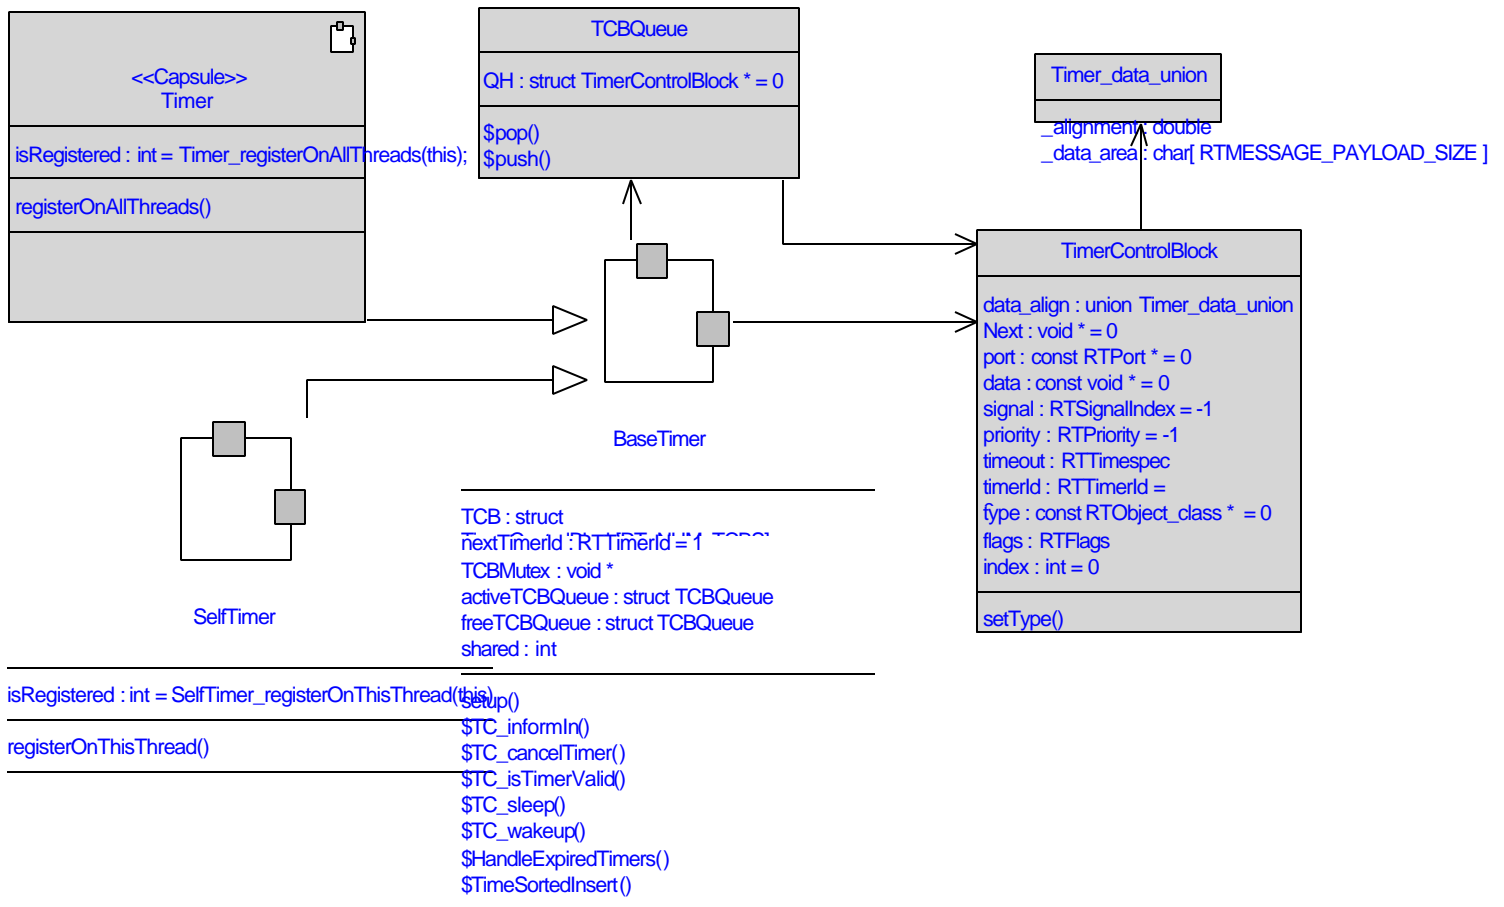 <<Capsule>>
Timer
isRegistered : int = Timer_registerOnAllThreads(this);
registerOnAllThreads()
TCBQueue
QH : struct TimerControlBlock * = 0
$pop()
$push()
Timer_data_union
_alignment : double
_data_area : char[ RTMESSAGE_PAYLOAD_SIZE ]
TimerControlBlock
data_align : union Timer_data_union
Next : void * = 0
port : const RTPort * = 0
data : const void * = 0
signal : RTSignalIndex = -1
priority : RTPriority = -1
timeout : RTTimespec
timerId : RTTimerId =
type : const RTObject_class * = 0
flags : RTFlags
index : int = 0
setType()
BaseTimer
TCB : struct
nextTimerId : RTTimerId = 1
TCBMutex : void *
activeTCBQueue : struct TCBQueue
freeTCBQueue : struct TCBQueue
shared : int
setup()
$TC_informIn()
$TC_cancelTimer()
$TC_isTimerValid()
$TC_sleep()
$TC_wakeup()
$HandleExpiredTimers()
$TimeSortedInsert()
SelfTimer
isRegistered : int = SelfTimer_registerOnThisThread(this)
registerOnThisThread()